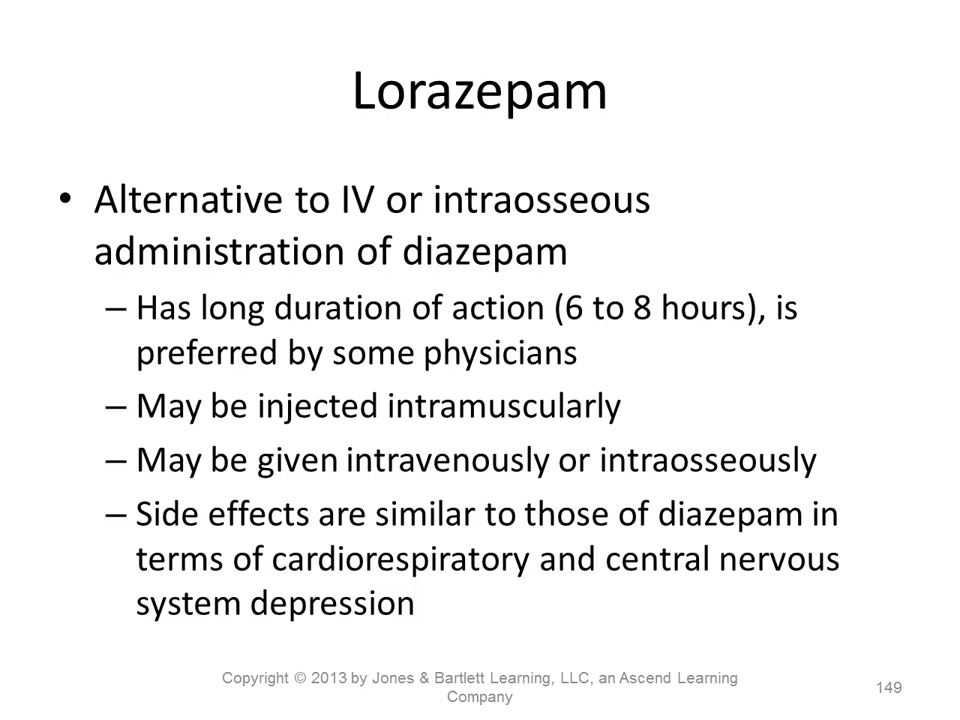 Lorazepam
• Alternative to IV or intraosseous
administration of diazepam
– Has long duration of action (6 to 8 hours), is
preferred by some physicians
– May be injected intramuscularly
– May be given intravenously or intraosseously
– Side effects are similar to those of diazepam in
terms of cardiorespiratory and central nervous
system depression
Copyright © 2013 by Jones & Bartlett Learning, LLC, an Ascend Learning
Company
149